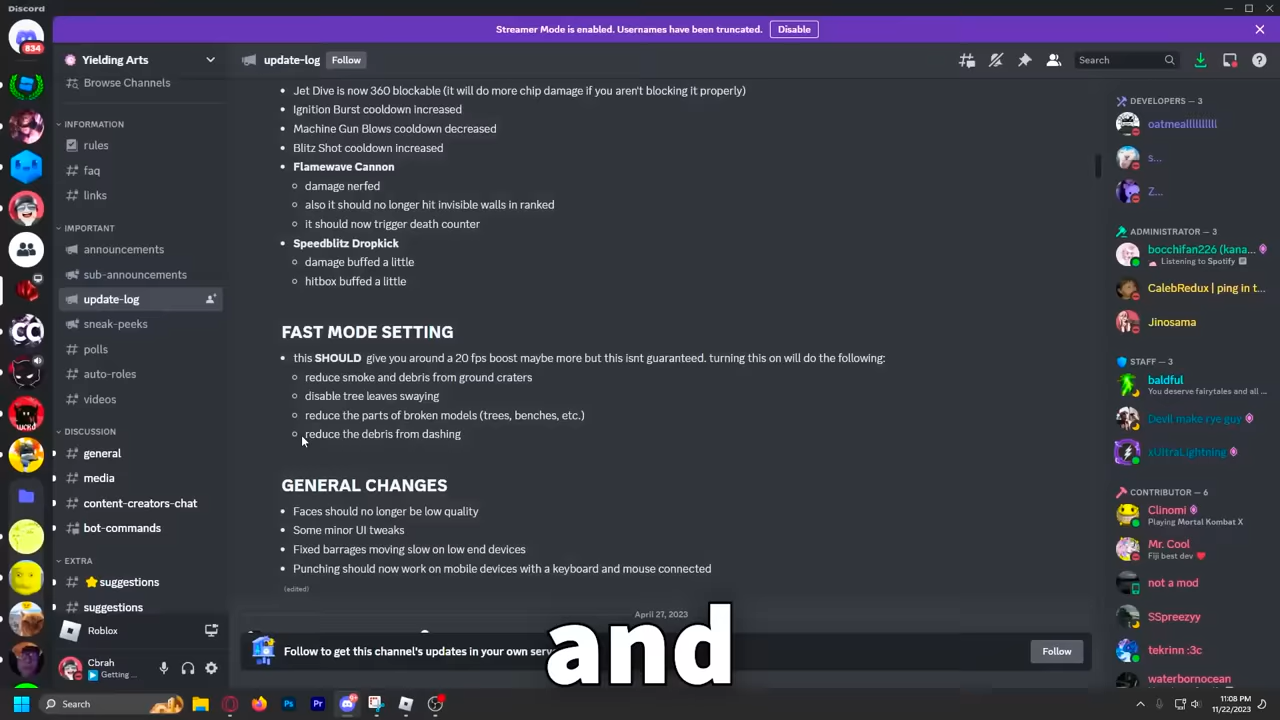 Discord
Streamer Mode is enabled. Usernames have been truncated.
Disable
834
Yielding Arts
Browse Channels
INFORMATION
rules
faq
links
IMPORTANT
announcements
sub-announcements
update-log
sneak-peeks
polls
auto-roles
videos
DISCUSSION
general
media
content-creators-chat
bot-commands
EXTRA
⭐suggestions
suggestions
Roblox
Cbrah
Getting ...
update-log
Follow
Search
• Jet Dive is now 360 blockable (it will do more chip damage if you aren't blocking it properly)
• Ignition Burst cooldown increased
• Machine Gun Blows cooldown decreased
• Blitz Shot cooldown increased
• Flamewave Cannon
◦ damage nerfed
◦ also it should no longer hit invisible walls in ranked
◦ it should now trigger death counter
• Speedblitz Dropkick
◦ damage buffed a little
◦ hitbox buffed a little
FAST MODE SETTING
• this SHOULD give you around a 20 fps boost maybe more but this isnt guaranteed. turning this on will do the following:
◦ reduce smoke and debris from ground craters
◦ disable tree leaves swaying
◦ reduce the parts of broken models (trees, benches, etc.)
◦ reduce the debris from dashing
GENERAL CHANGES
• Faces should no longer be low quality
• Some minor UI tweaks
• Fixed barrages moving slow on low end devices
• Punching should now work on mobile devices with a keyboard and mouse connected
(edited)
April 27, 2023
Follow to get this channel's updates in your own serv
Follow
and
DEVELOPERS — 3
oatmealllllllllll
s...
Z...
ADMINISTRATOR — 3
bocchifan226 (kana...
Listening to Spotify
CalebRedux | ping in t...
Jinosama
STAFF — 3
baldful
You deserve fairytales and all ...
Devil make rye guy
xUltraLightning
CONTRIBUTOR — 6
Clinomi
Playing Mortal Kombat X
Mr. Cool
Fiji best dev ❤
not a mod
SSpreezyy
tekrinn :3c
waterbornocean
Search
Ps
Pr
11:08 PM
11/22/2023